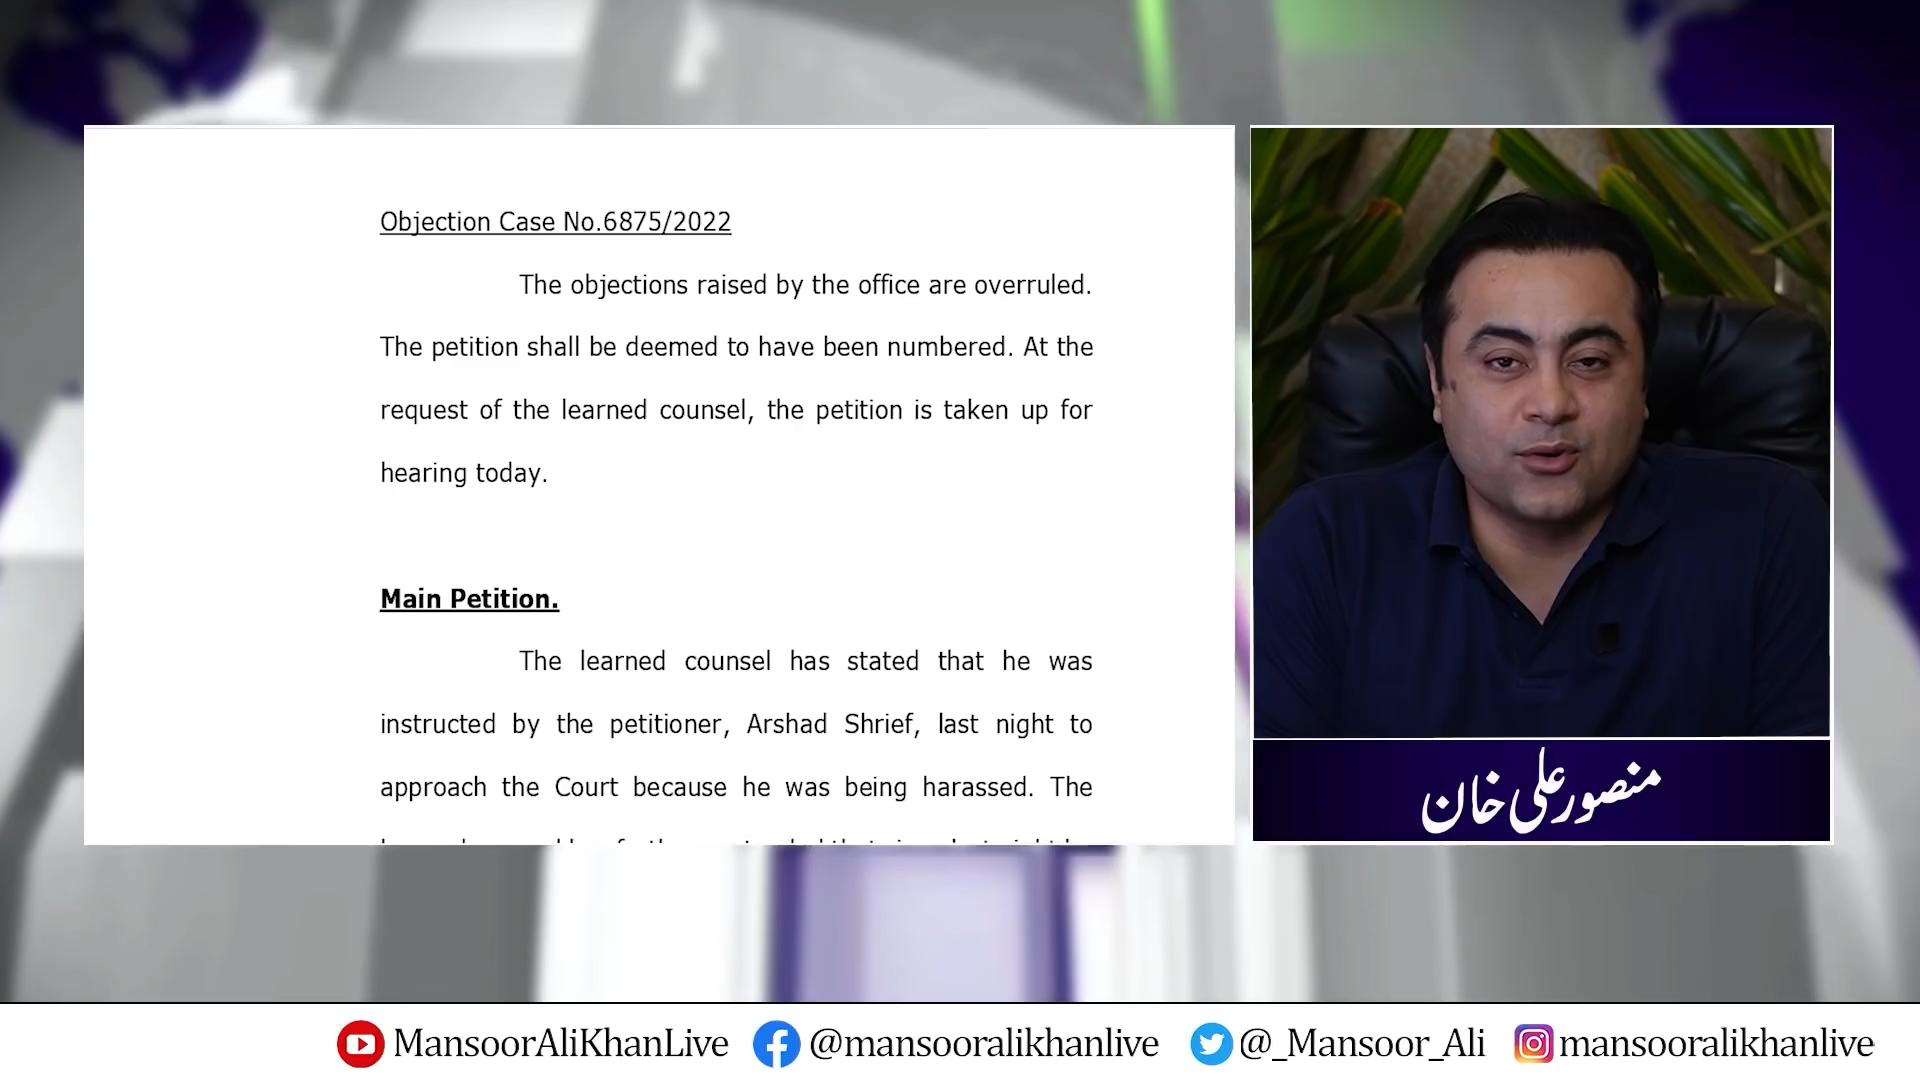 Objection Case No.6875/2022
The objections raised by the office are overruled.
The petition shall be deemed to have been numbered. At the
request of the learned counsel, the petition is taken up for
hearing today.
Main Petition.
The learned counsel has stated that he was
instructed by the petitioner, Arshad Shrief, last night to
approach the Court because he was being harassed. The
منصور علی خان
MansoorAliKhanLive @mansooralikhanlive @_Mansoor_Ali mansooralikhanlive